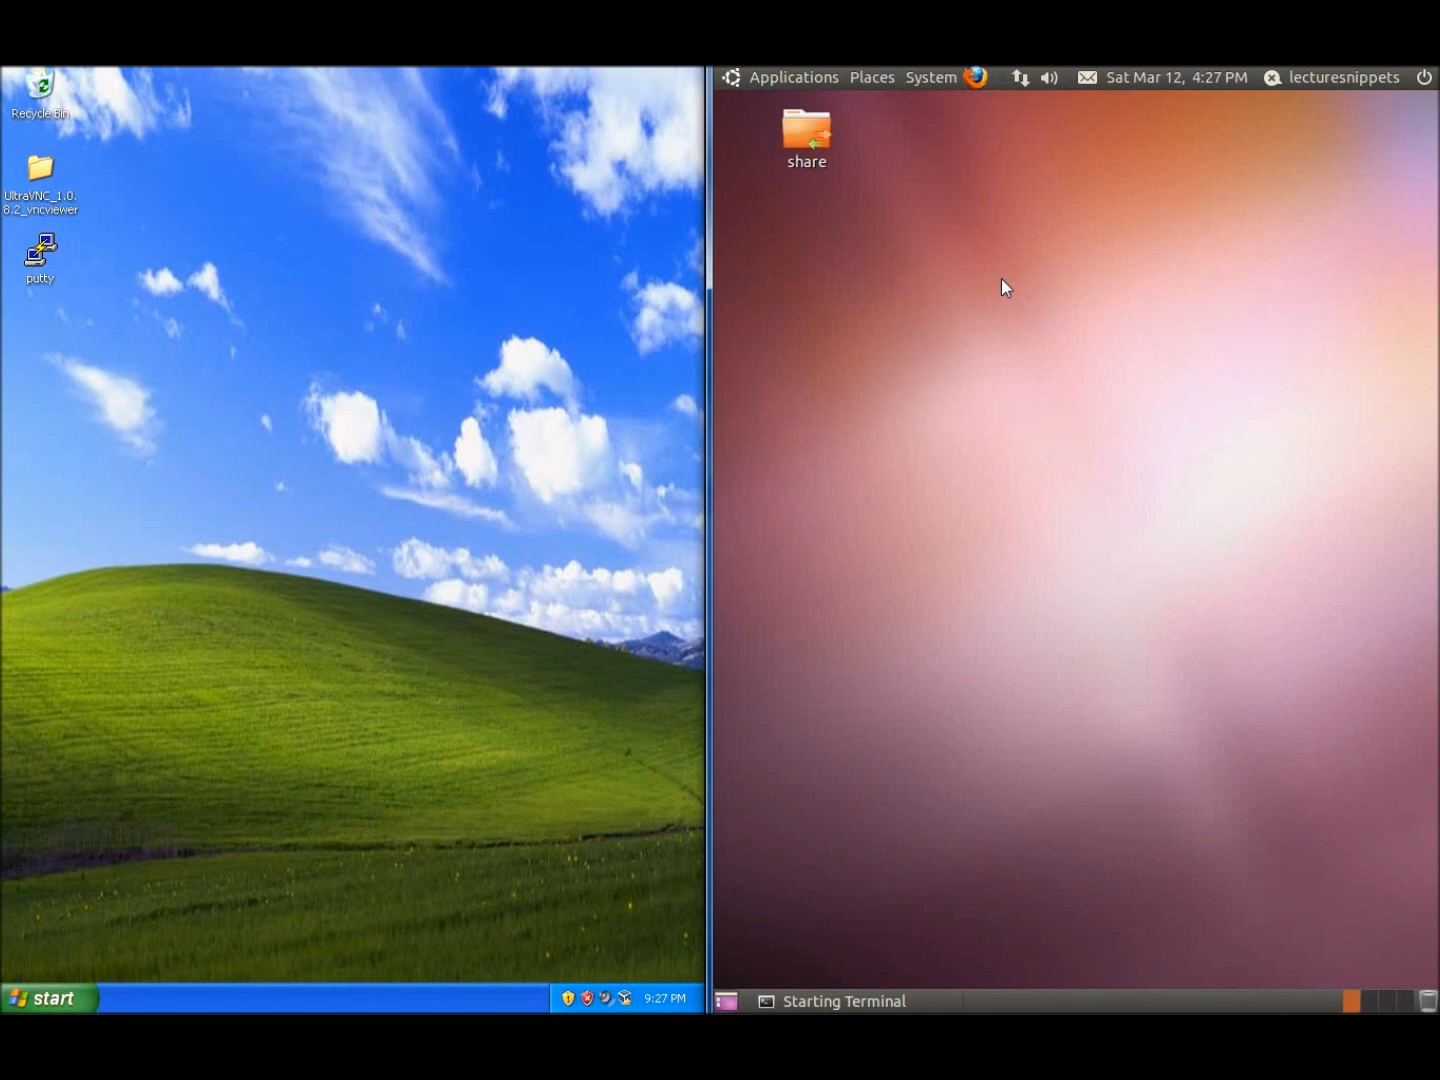 Recycle Bin
UltraVNC_1.0.
8.2_vncviewer
putty
start
9:27 PM
Applications Places System Sat Mar 12, 4:27 PM lecturesnippets
share
Starting Terminal